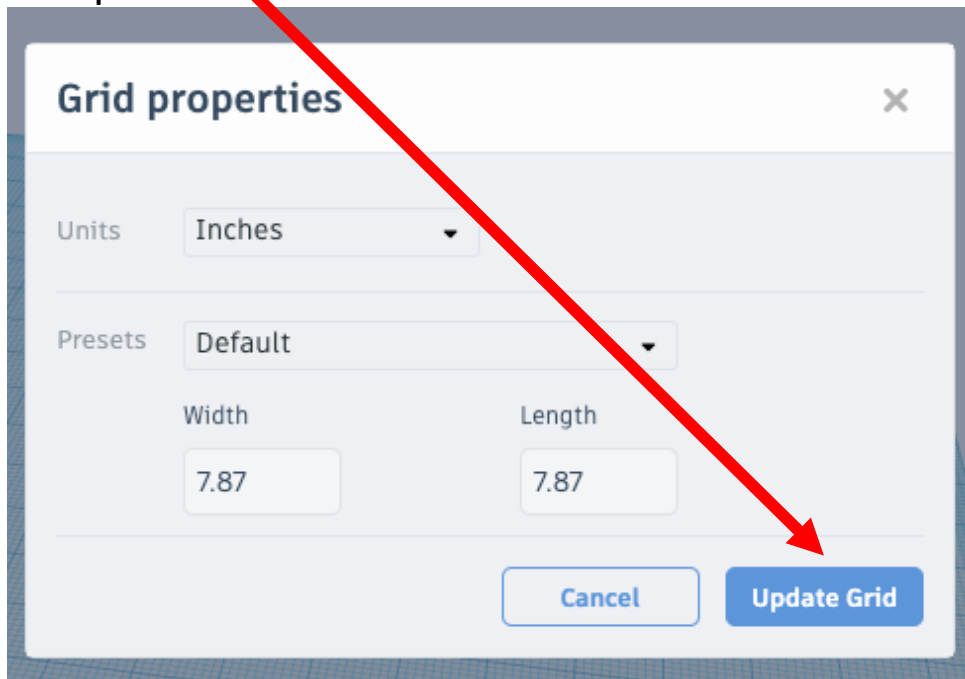 Grid properties
Units Inches
Presets Default
Width Length
7.87 7.87
Cancel Update Grid